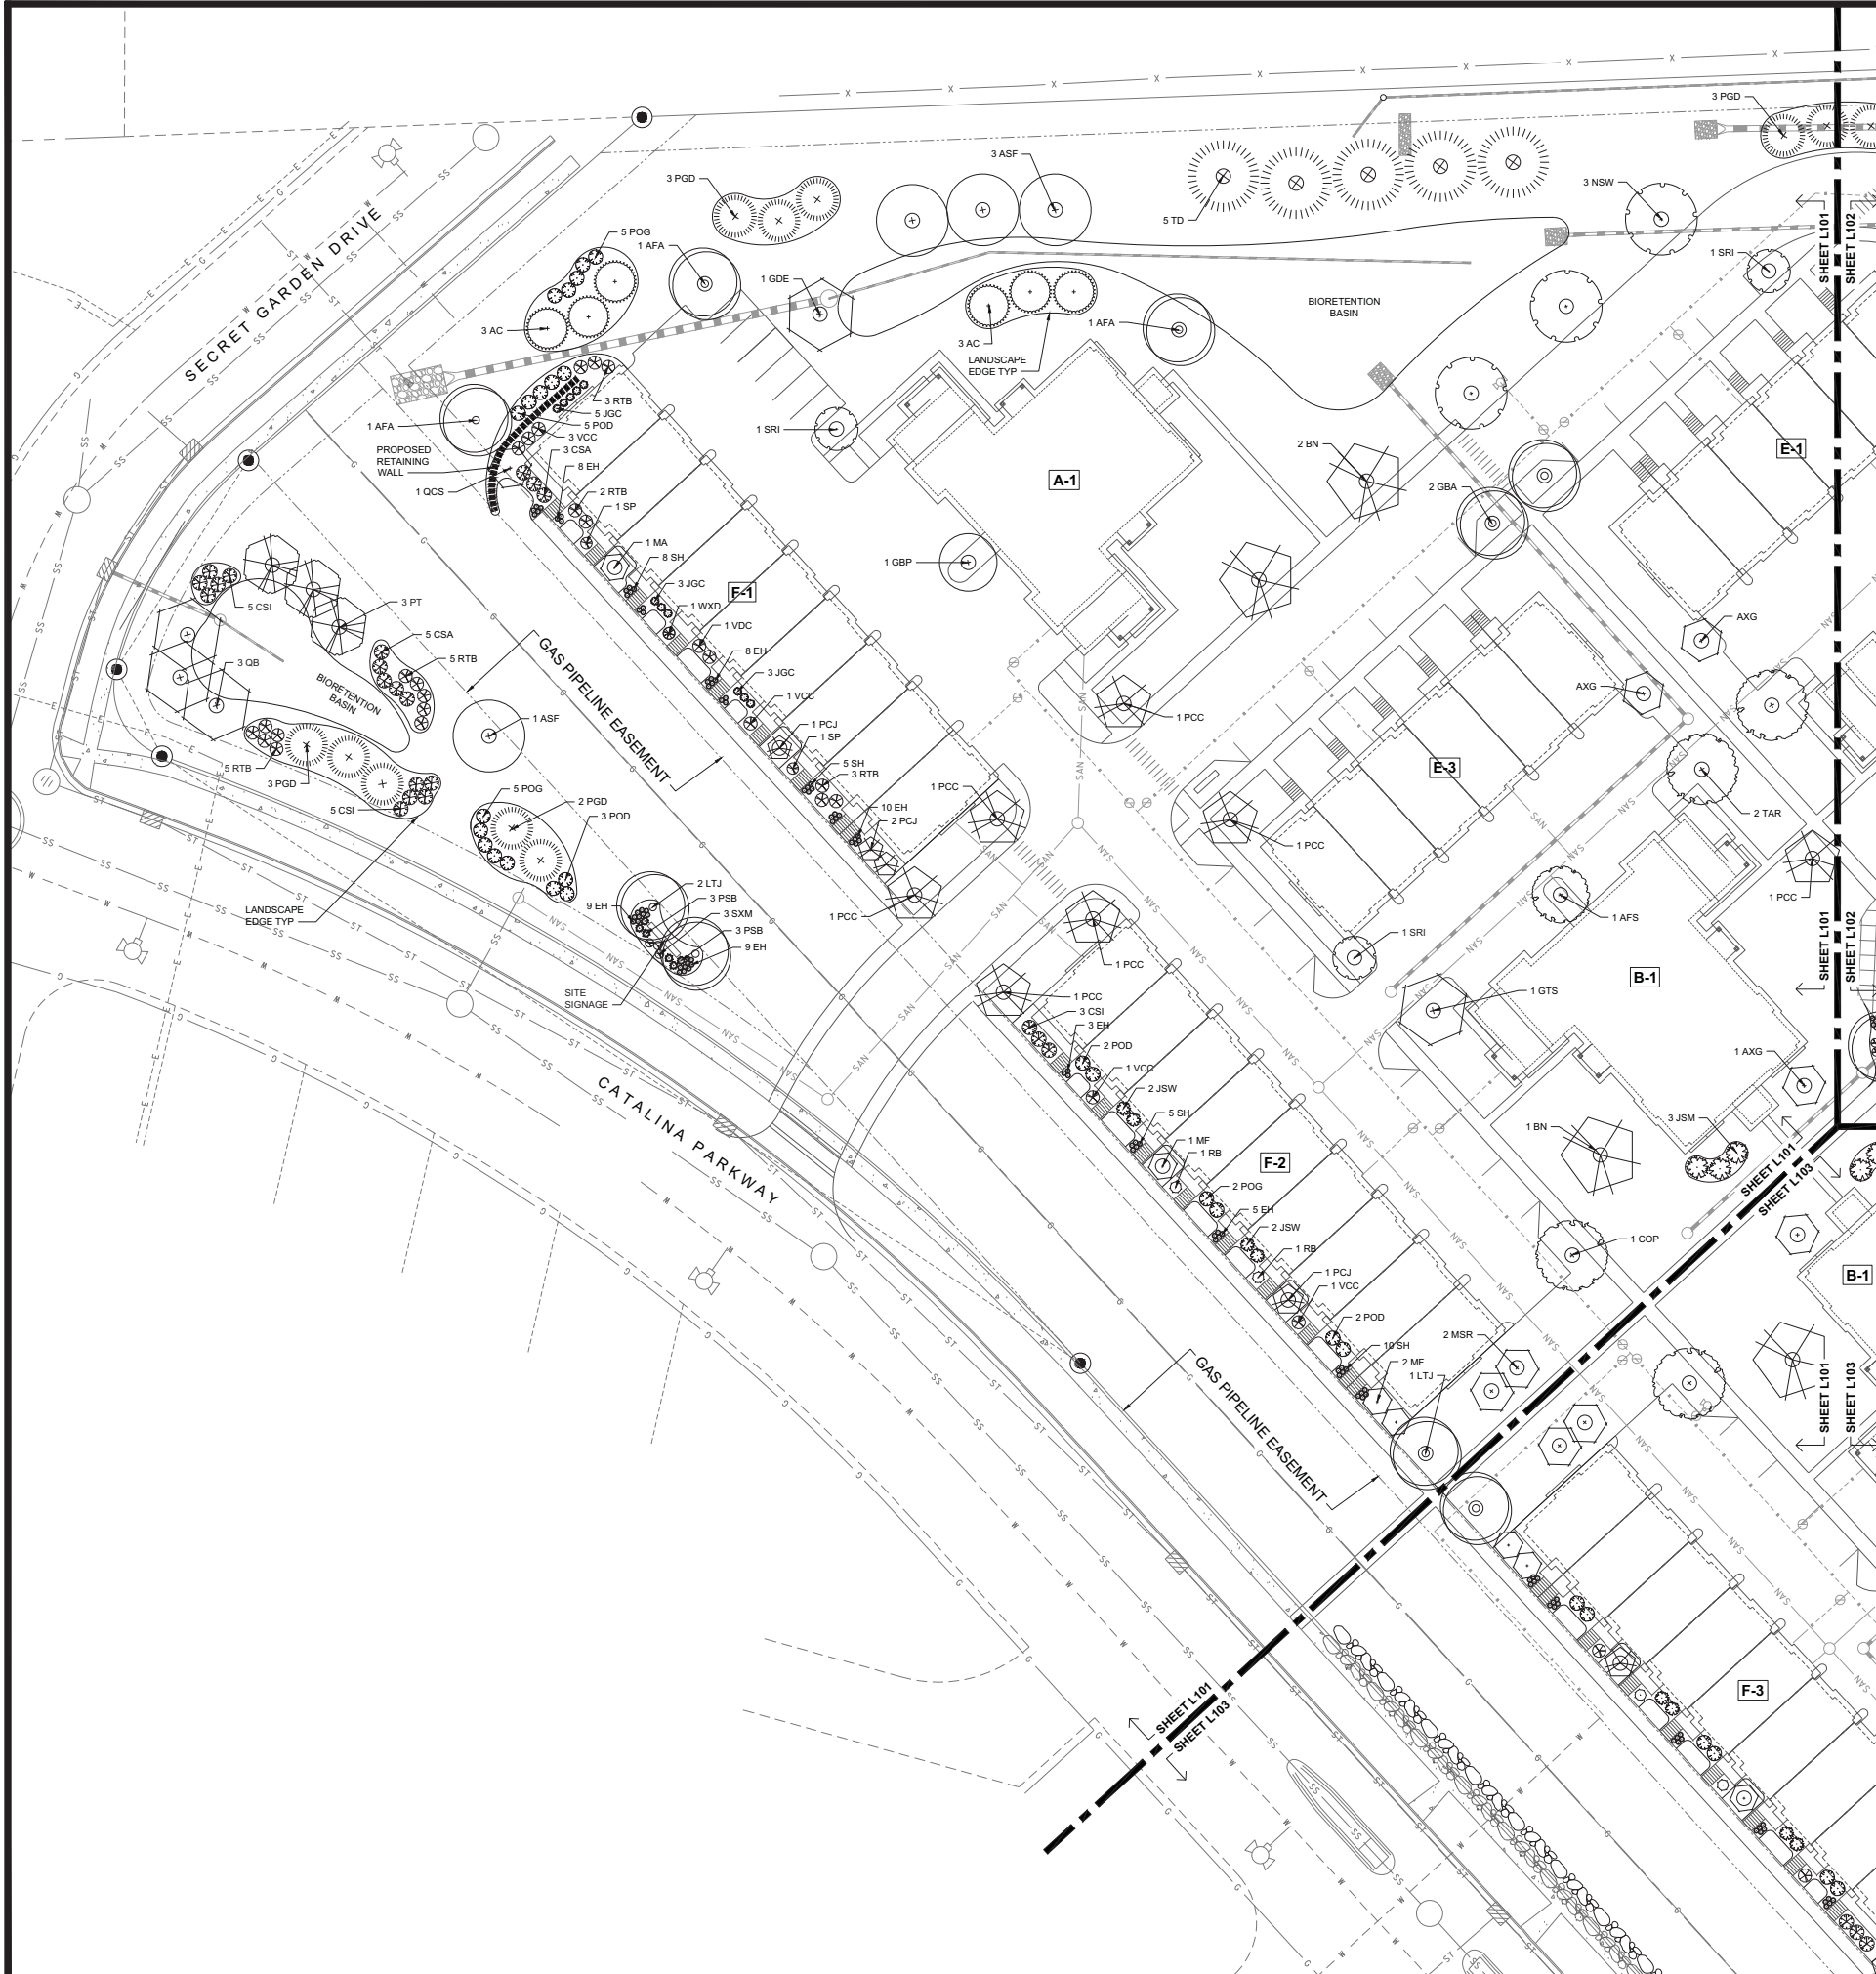 3 PGD
3 ASF
3 PGD
5 TD
3 NSW
SHEET L101
SHEET L102
5 POG
1 AFA
1 SRI
SECRET GARDEN DRIVE
1 GDE
3 AC
BIORETENTION
BASIN
1 AFA
3 AC
LANDSCAPE
EDGE TYP
3 RTB
5 JGC
5 POD
3 VCC
3 CSA
8 EH
1 AFA
PROPOSED
RETAINING
WALL
1 QCS
1 SRI
2 BN
E-1
A-1
2 GBA
2 RTB
1 SP
1 MA
8 SH
1 GBP
3 JGC
F-1
1 WXD
5 CSI
3 PT
1 VDC
AXG
5 CSA
8 EH
5 RTB
3 QB
3 JGC
GAS PIPELINE EASEMENT
BIORETENTION
BASIN
1 VCC
AXG
1 ASF
1 PCC
1 PCJ
1 SP
5 RTB
3 PGD
5 SH
3 RTB
E-3
5 CSI
5 POG
2 PGD
3 POD
1 PCC
10 EH
2 PCJ
2 TAR
1 PCC
LANDSCAPE
EDGE TYP
9 EH
2 LTJ
3 PSB
3 SXM
3 PSB
9 EH
1 PCC
1 PCC
1 AFS
1 SRI
SHEET L101
SHEET L102
SITE
SIGNAGE
1 PCC
B-1
1 GTS
1 PCC
3 CSI
3 EH
2 POD
1 VCC
1 AXG
CATALINA PARKWAY
2 JSW
5 SH
3 JSM
1 BN
1 MF
1 RB
F-2
SHEET L101
SHEET L103
2 POG
5 EH
2 JSW
1 COP
1 RB
B-1
1 PCJ
1 VCC
2 POD
2 MSR
10 SH
2 MF
1 LTJ
GAS PIPELINE EASEMENT
SHEET L101
SHEET L103
F-3
SHEET L101
SHEET L103